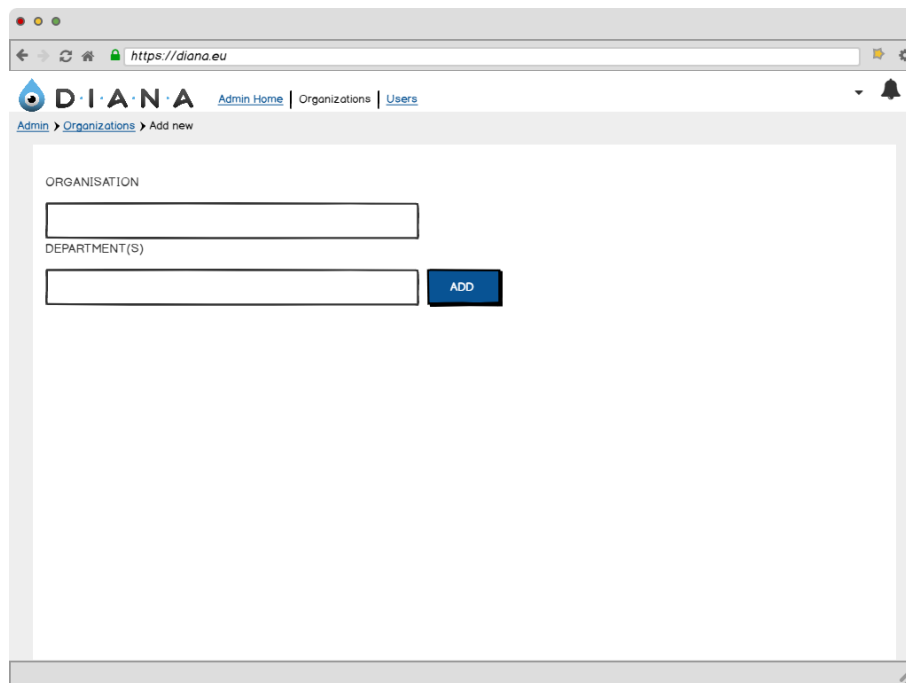 https://diana.eu
D·I·A·N·A Admin Home Organizations Users
Admin Organizations Add new
ORGANISATION
DEPARTMENT(S)
ADD